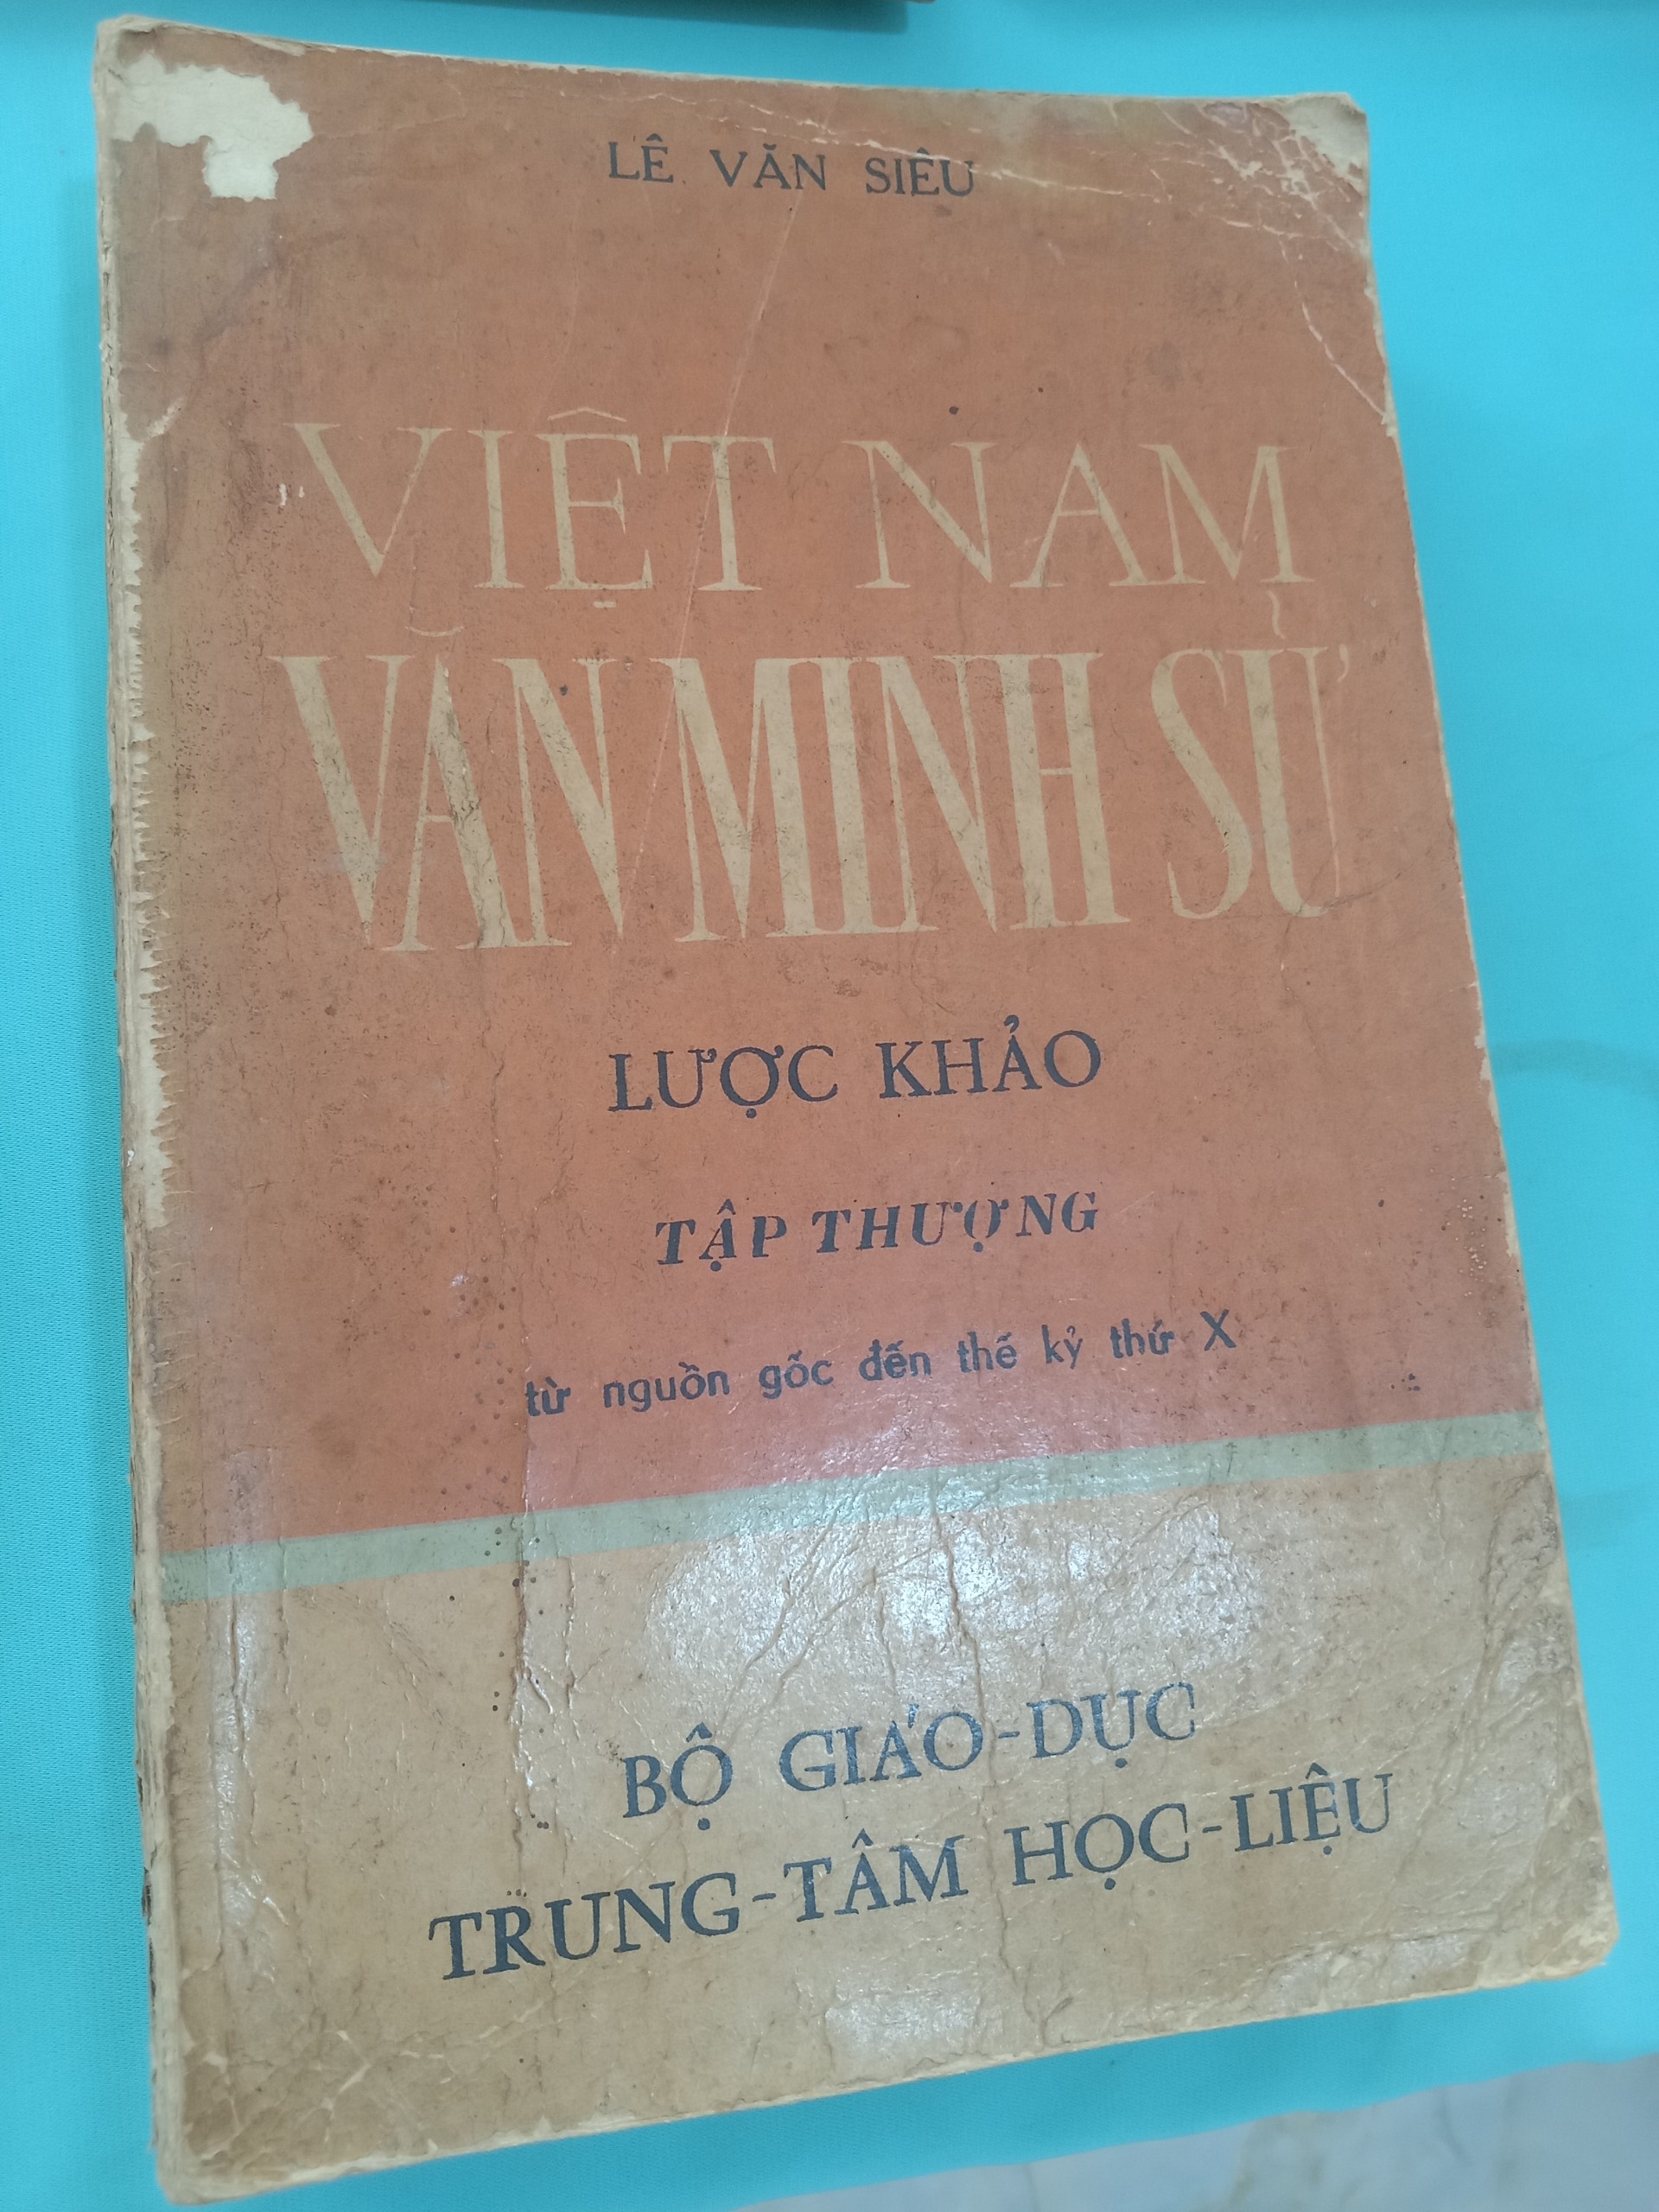 LÊ VĂN SIÊU
VIỆT NAM
VĂN MINH SỬ
LƯỢC KHẢO
TẬP THƯỢNG
từ nguồn gốc đến thế kỷ thứ X
BỘ GIÁO-DỤC
TRUNG-TÂM HỌC-LIỆU